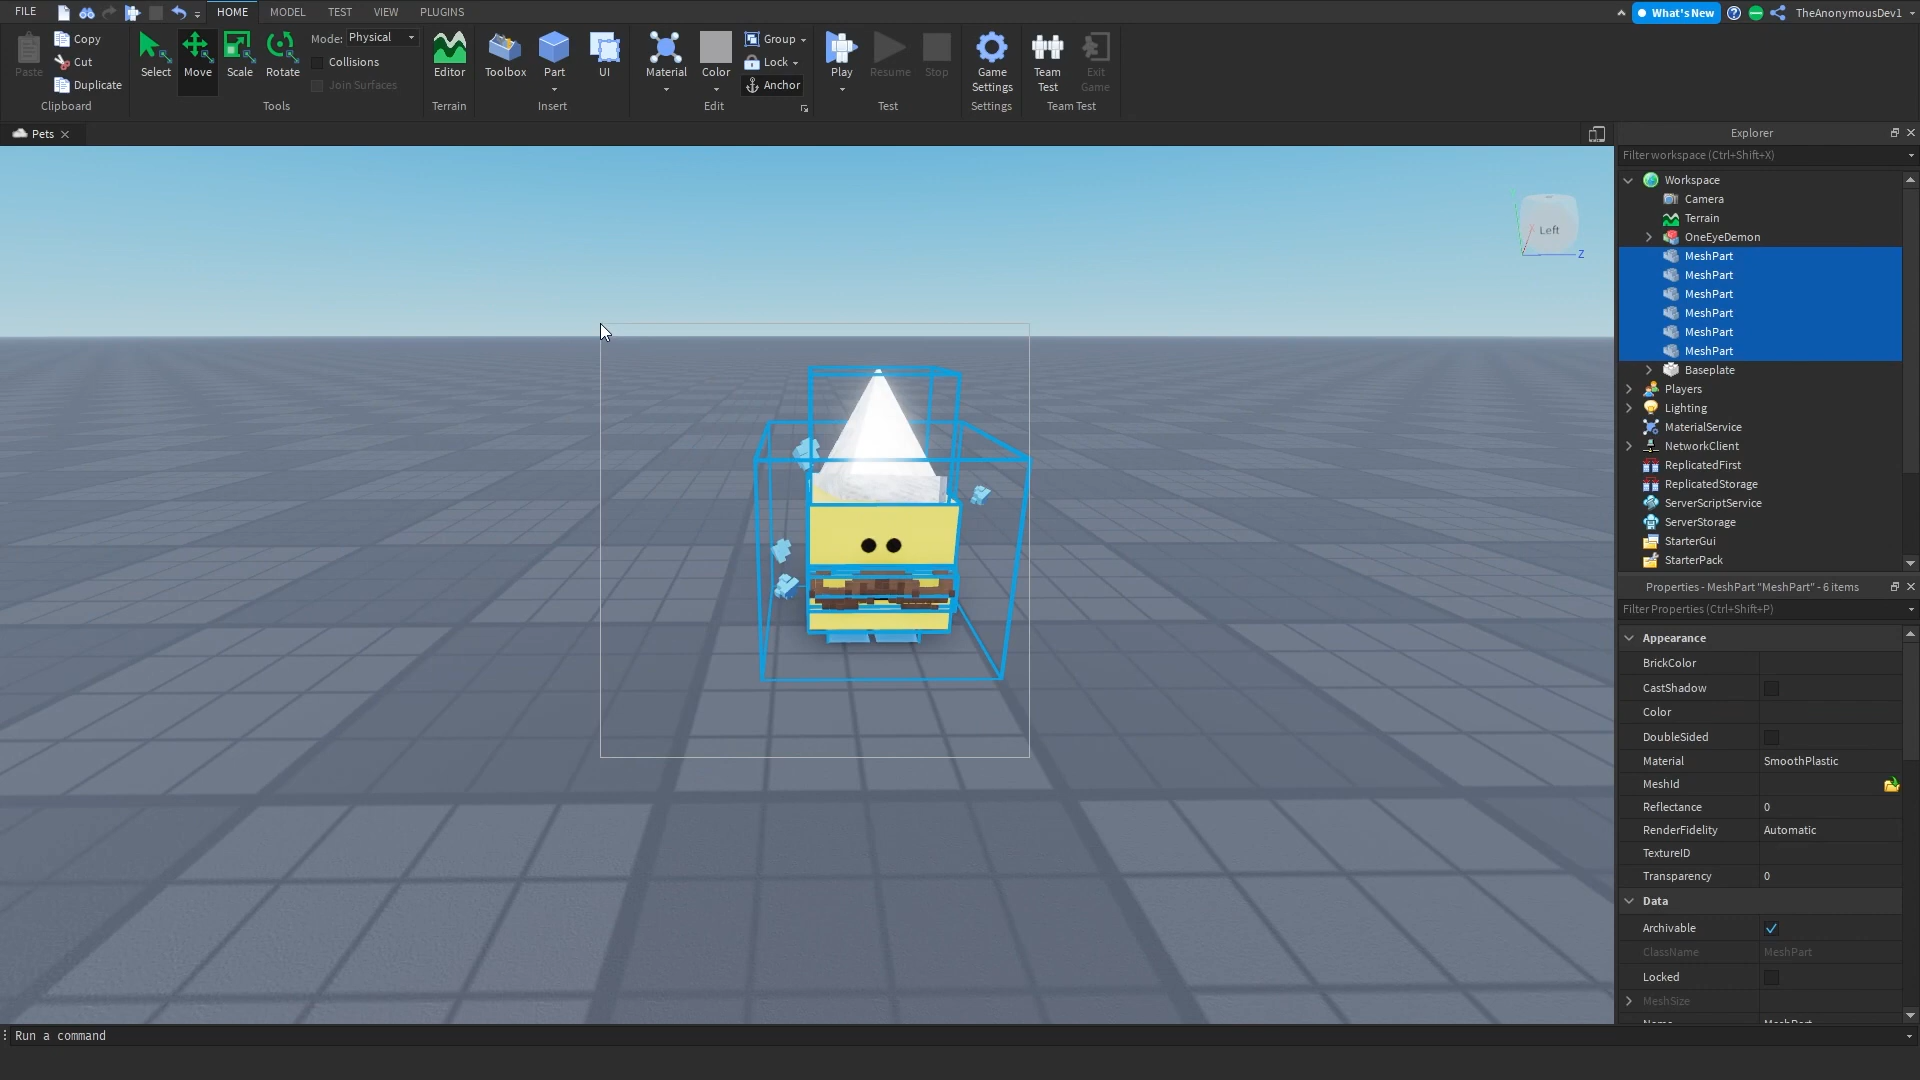 FILE
HOME
MODEL
TEST
VIEW
PLUGINS
What's New
TheAnonymousDev1
Paste
Copy
Cut
Duplicate
Clipboard
Select
Move
Scale
Rotate
Mode: Physical
Collisions
Join Surfaces
Tools
Editor
Terrain
Toolbox
Part
UI
Insert
Material
Color
Group
Lock
Anchor
Edit
Play
Resume
Stop
Test
Game
Settings
Settings
Team
Test
Exit
Game
Team Test
Pets
Left
Z
Explorer
Filter workspace (Ctrl+Shift+X)
Workspace
Camera
Terrain
OneEyeDemon
MeshPart
MeshPart
MeshPart
MeshPart
MeshPart
MeshPart
Baseplate
Players
Lighting
MaterialService
NetworkClient
ReplicatedFirst
ReplicatedStorage
ServerScriptService
ServerStorage
StarterGui
StarterPack
Properties - MeshPart "MeshPart" - 6 items
Filter Properties (Ctrl+Shift+P)
Appearance
BrickColor
CastShadow
Color
DoubleSided
Material SmoothPlastic
MeshId
Reflectance 0
RenderFidelity Automatic
TextureID
Transparency 0
Data
Archivable
ClassName MeshPart
Locked
MeshSize
Name MeshPart
Run a command